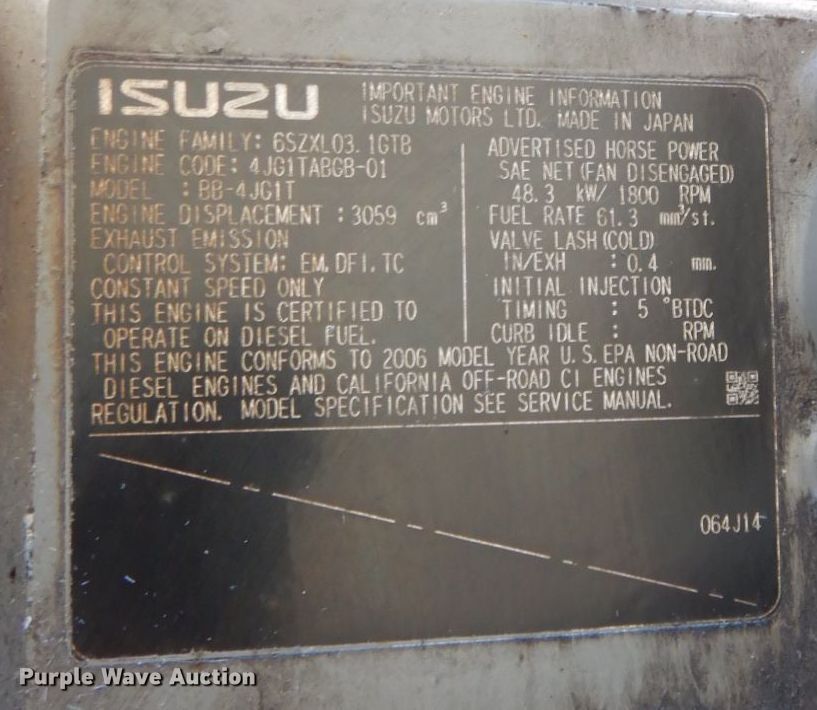 ISUZU
IMPORTANT ENGINE INFORMATION
ISUZU MOTORS LTD. MADE IN JAPAN
ENGINE FAMILY: 6SZXL03.1GTB
ENGINE CODE: 4JG1TABGB-01
MODEL : BB-4JG1T
ENGINE DISPLACEMENT : 3059 cm³
EXHAUST EMISSION
CONTROL SYSTEM: EM, DFI, TC
CONSTANT SPEED ONLY
THIS ENGINE IS CERTIFIED TO
OPERATE ON DIESEL FUEL.
ADVERTISED HORSE POWER
SAE NET (FAN DISENGAGED)
48.3 kW/ 1800 RPM
FUEL RATE 61.3 mm³/st.
VALVE LASH (COLD)
IN/EXH : 0.4 mm.
INITIAL INJECTION
TIMING : 5 °BTDC
CURB IDLE : RPM
THIS ENGINE CONFORMS TO 2006 MODEL YEAR U.S. EPA NON-ROAD
DIESEL ENGINES AND CALIFORNIA OFF-ROAD CI ENGINES
REGULATION. MODEL SPECIFICATION SEE SERVICE MANUAL.
064J14
Purple Wave Auction